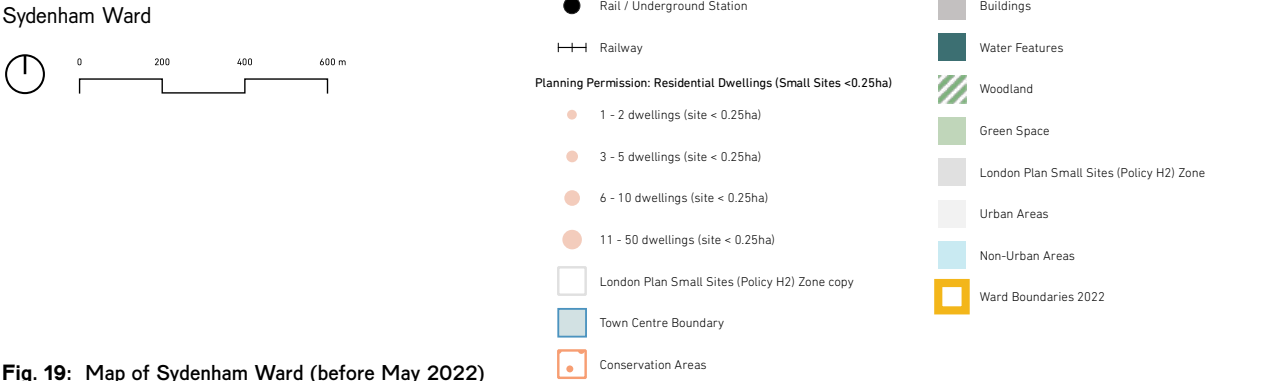 Sydenham Ward
0 200 400 600 m
Fig. 19: Map of Sydenham Ward (before May 2022)
Rail / Underground Station
Railway
Planning Permission: Residential Dwellings (Small Sites <0.25ha)
1 - 2 dwellings (site < 0.25ha)
3 - 5 dwellings (site < 0.25ha)
6 - 10 dwellings (site < 0.25ha)
11 - 50 dwellings (site < 0.25ha)
London Plan Small Sites (Policy H2) Zone copy
Town Centre Boundary
Conservation Areas
Buildings
Water Features
Woodland
Green Space
London Plan Small Sites (Policy H2) Zone
Urban Areas
Non-Urban Areas
Ward Boundaries 2022